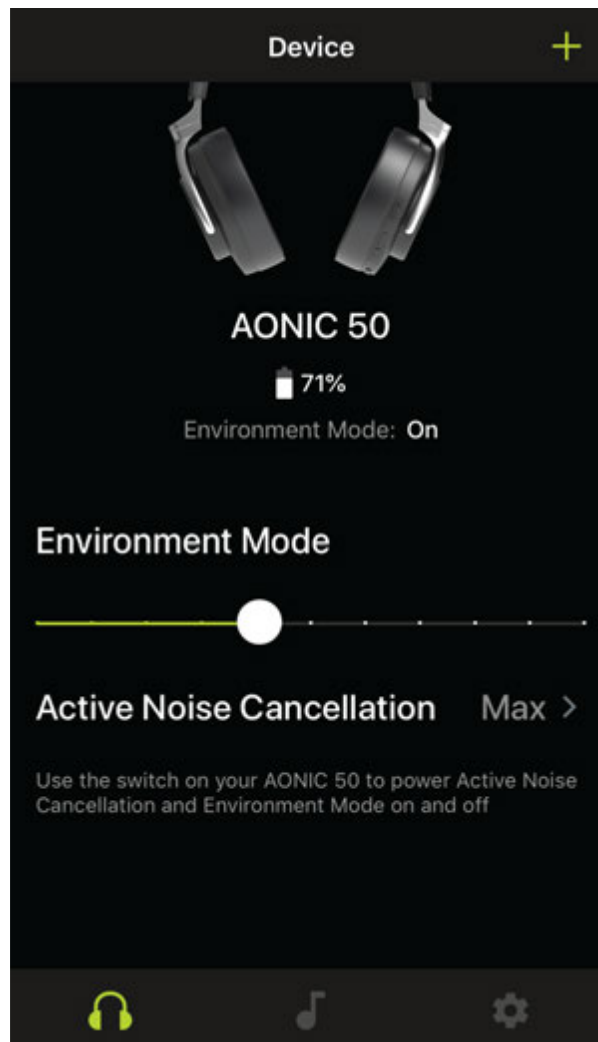 Device +
AONIC 50
71%
Environment Mode: On
Environment Mode
Active Noise Cancellation Max >
Use the switch on your AONIC 50 to power Active Noise
Cancellation and Environment Mode on and off